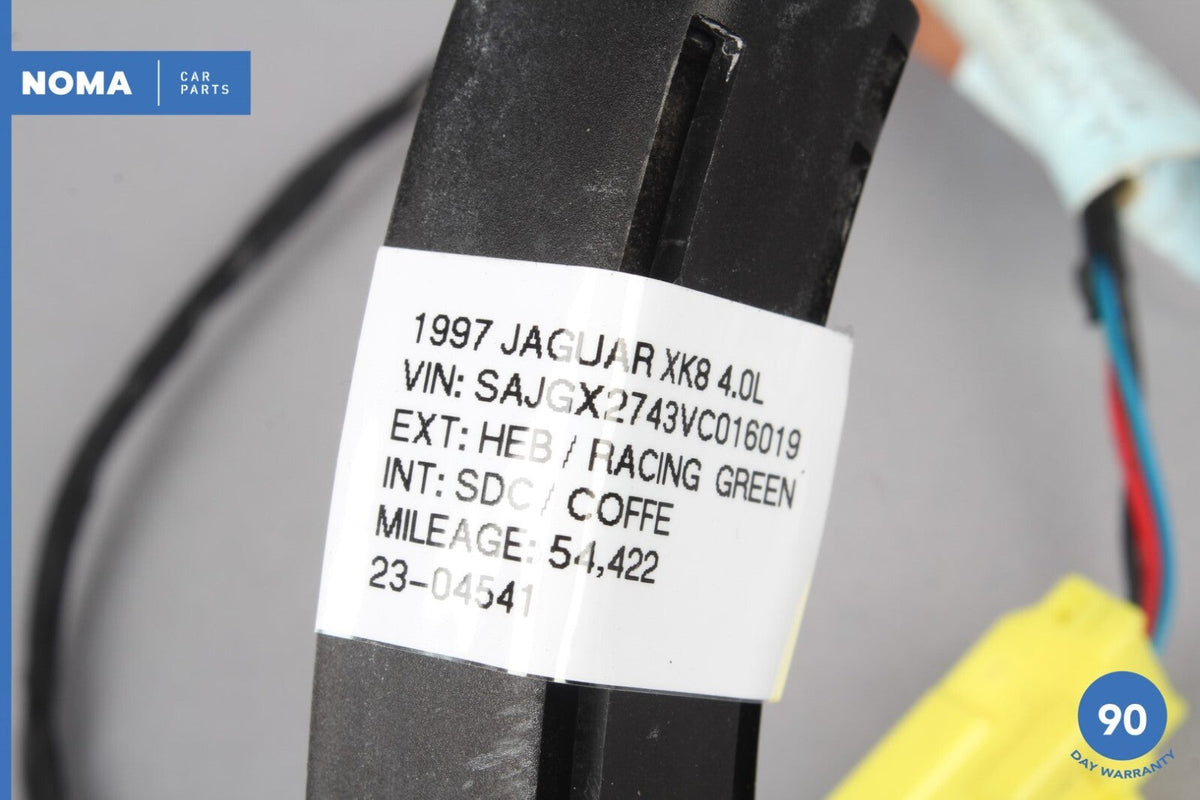 NOMA
CAR
PARTS
1997 JAGUAR XK8 4.0L
VIN: SAJGX2743VC016019
EXT: HEB / RACING GREEN
INT: SDC / COFFE
MILEAGE: 54,422
23-04541
90
DAY WARRANTY